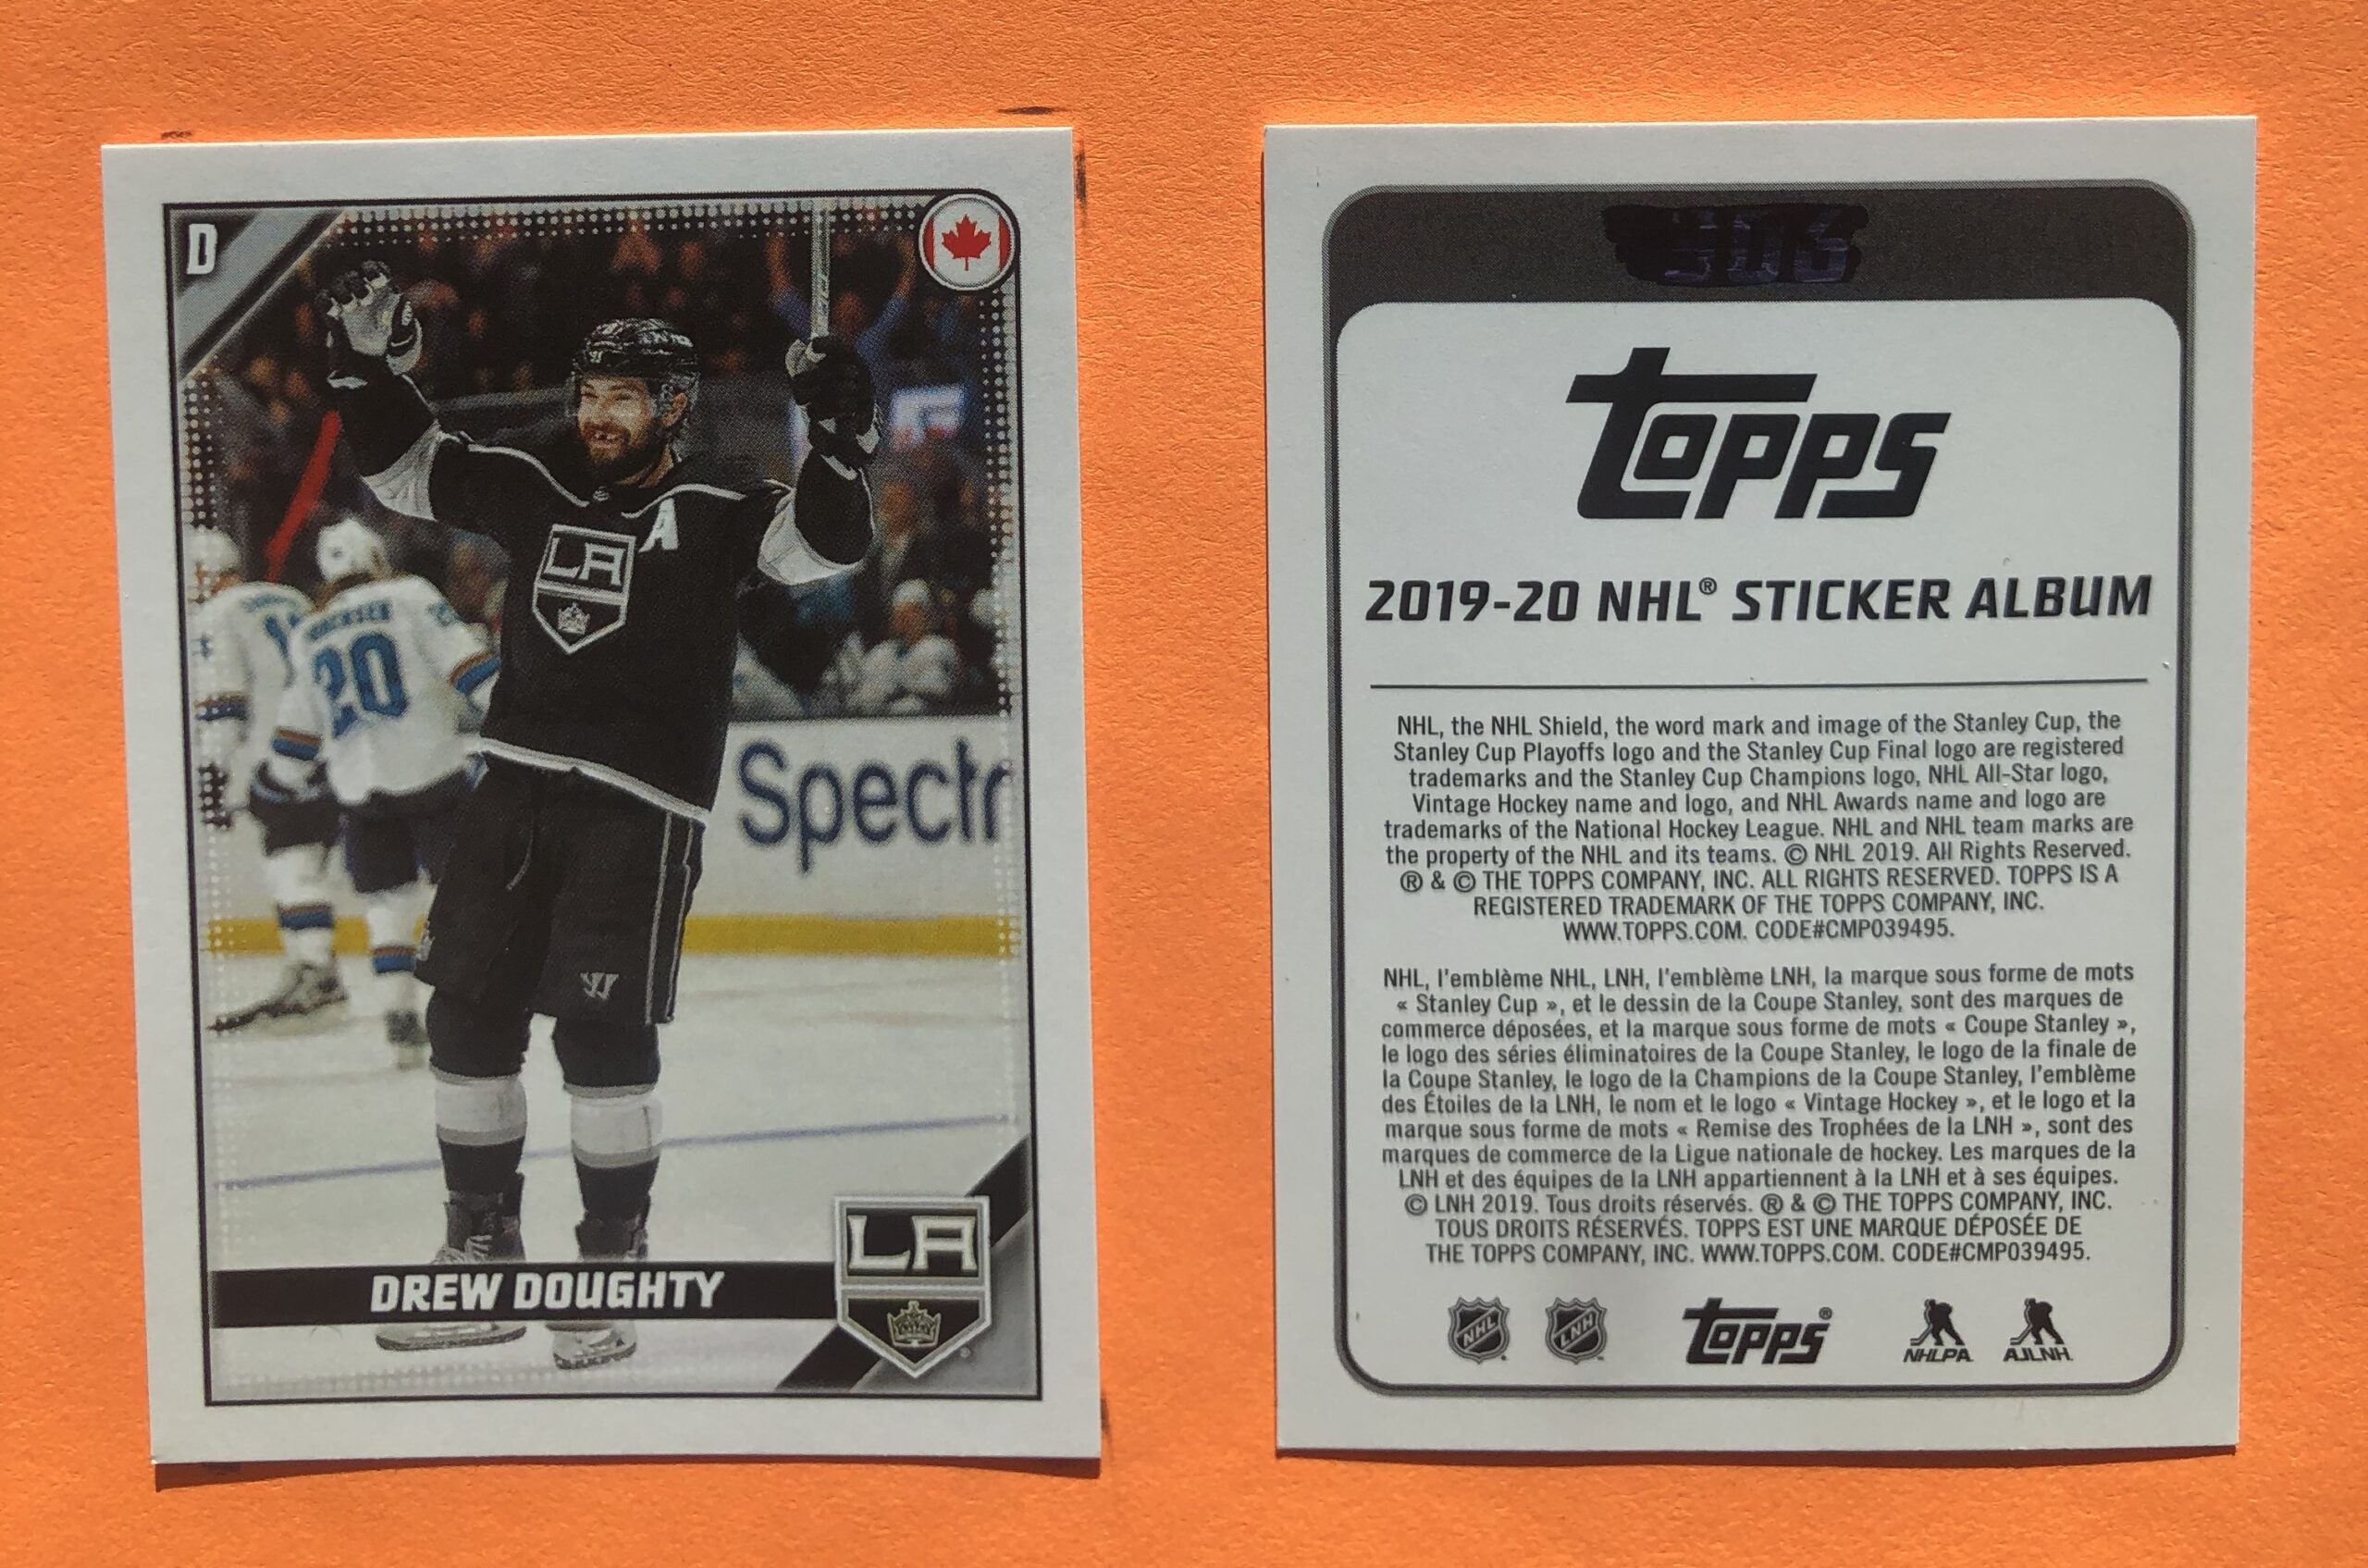 D
A
LA
20
Spectr
DREW DOUGHTY
LA
topps
2019-20 NHL® STICKER ALBUM
NHL, the NHL Shield, the word mark and image of the Stanley Cup, the
Stanley Cup Playoffs logo and the Stanley Cup Final logo are registered
trademarks and the Stanley Cup Champions logo, NHL All-Star logo,
Vintage Hockey name and logo, and NHL Awards name and logo are
trademarks of the National Hockey League. NHL and NHL team marks are
the property of the NHL and its teams. © NHL 2019. All Rights Reserved.
® & © THE TOPPS COMPANY, INC. ALL RIGHTS RESERVED. TOPPS IS A
REGISTERED TRADEMARK OF THE TOPPS COMPANY, INC.
WWW.TOPPS.COM. CODE#CMP039495.
NHL, l'emblème NHL, LNH, l'emblème LNH, la marque sous forme de mots
« Stanley Cup », et le dessin de la Coupe Stanley, sont des marques de
commerce déposées, et la marque sous forme de mots « Coupe Stanley »,
le logo des séries éliminatoires de la Coupe Stanley, le logo de la finale de
la Coupe Stanley, le logo de la Champions de la Coupe Stanley, l'emblème
des Étoiles de la LNH, le nom et le logo « Vintage Hockey », et le logo et la
marque sous forme de mots « Remise des Trophées de la LNH », sont des
marques de commerce de la Ligue nationale de hockey. Les marques de la
LNH et des équipes de la LNH appartiennent à la LNH et à ses équipes.
© LNH 2019. Tous droits réservés. ® & © THE TOPPS COMPANY, INC.
TOUS DROITS RÉSERVÉS. TOPPS EST UNE MARQUE DÉPOSÉE DE
THE TOPPS COMPANY, INC. WWW.TOPPS.COM. CODE#CMP039495.
NHL LNH topps® NHLPA AJLNH